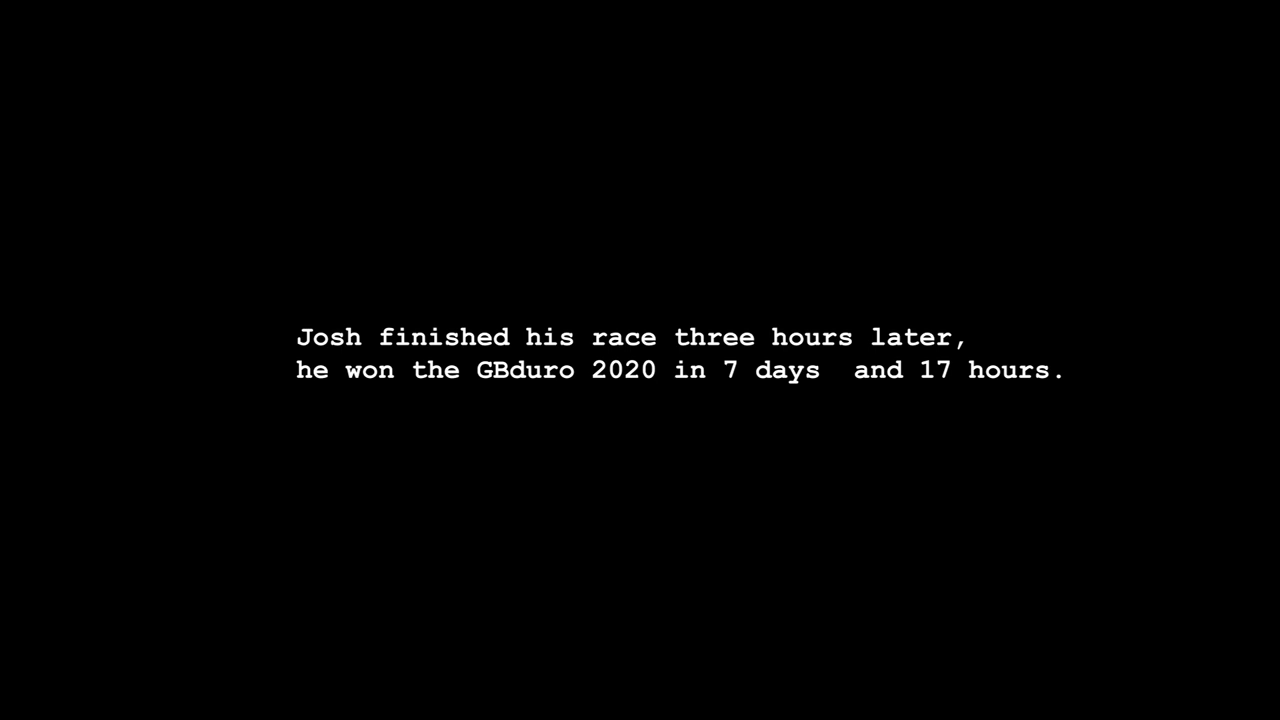 Josh finished his race three hours later,
he won the GBduro 2020 in 7 days  and 17 hours.